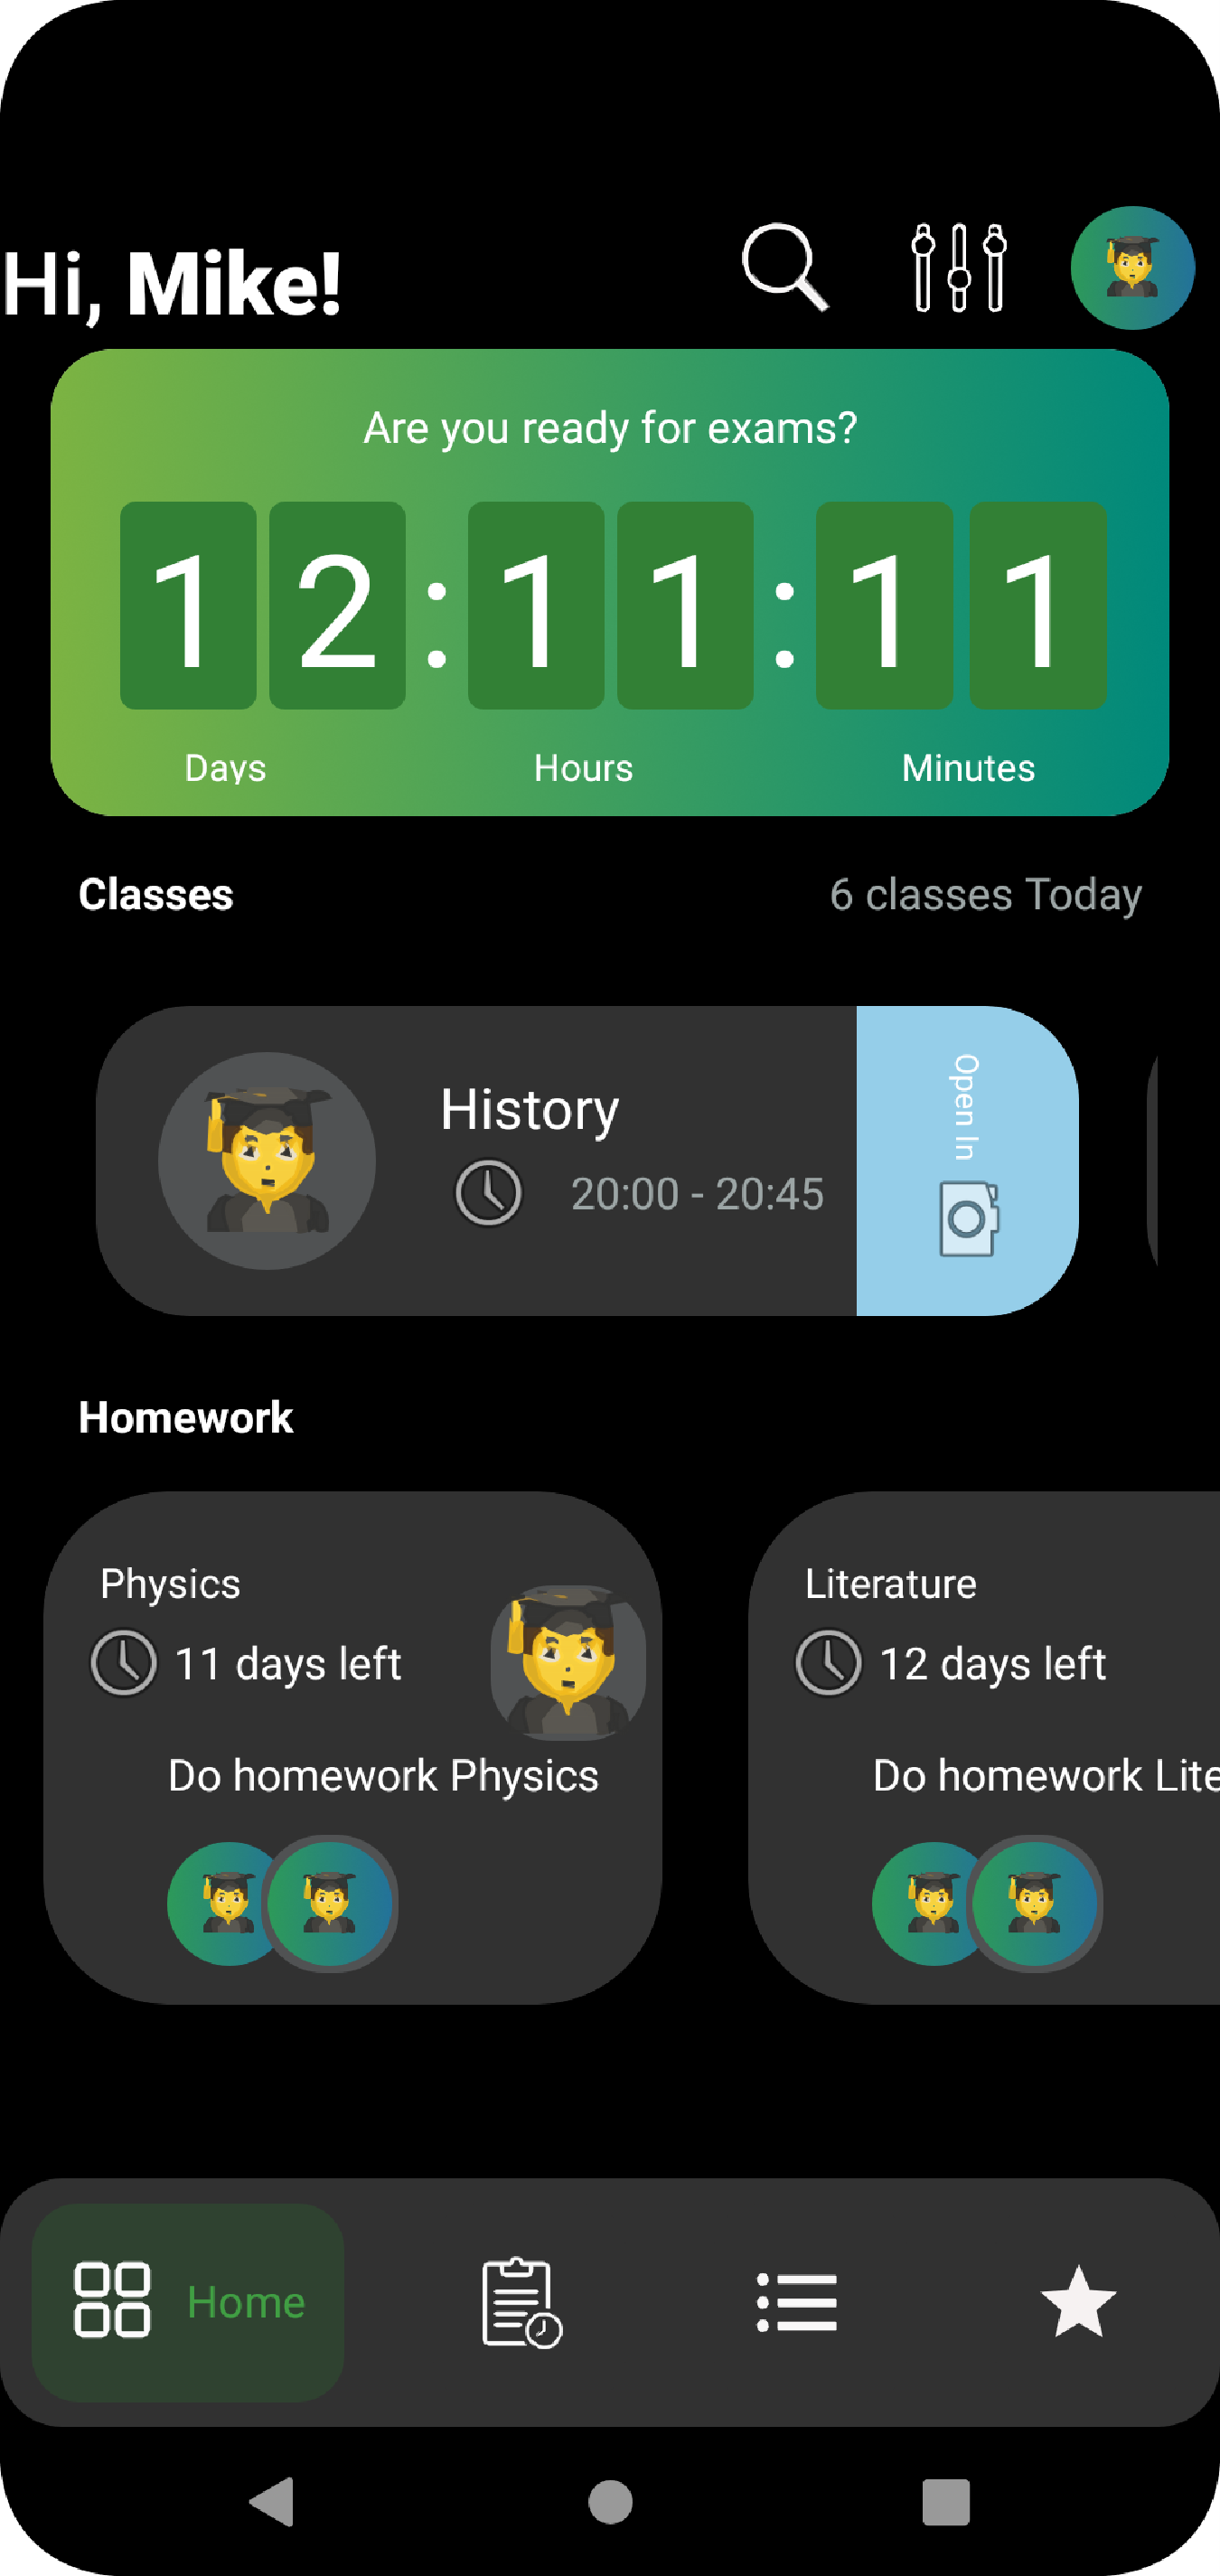 Hi, Mike!
Are you ready for exams?
12:11:11
Days Hours Minutes
Classes 6 classes Today
History
20:00 - 20:45
Open In
Homework
Physics
11 days left
Do homework Physics
Literature
12 days left
Do homework Lite
Home